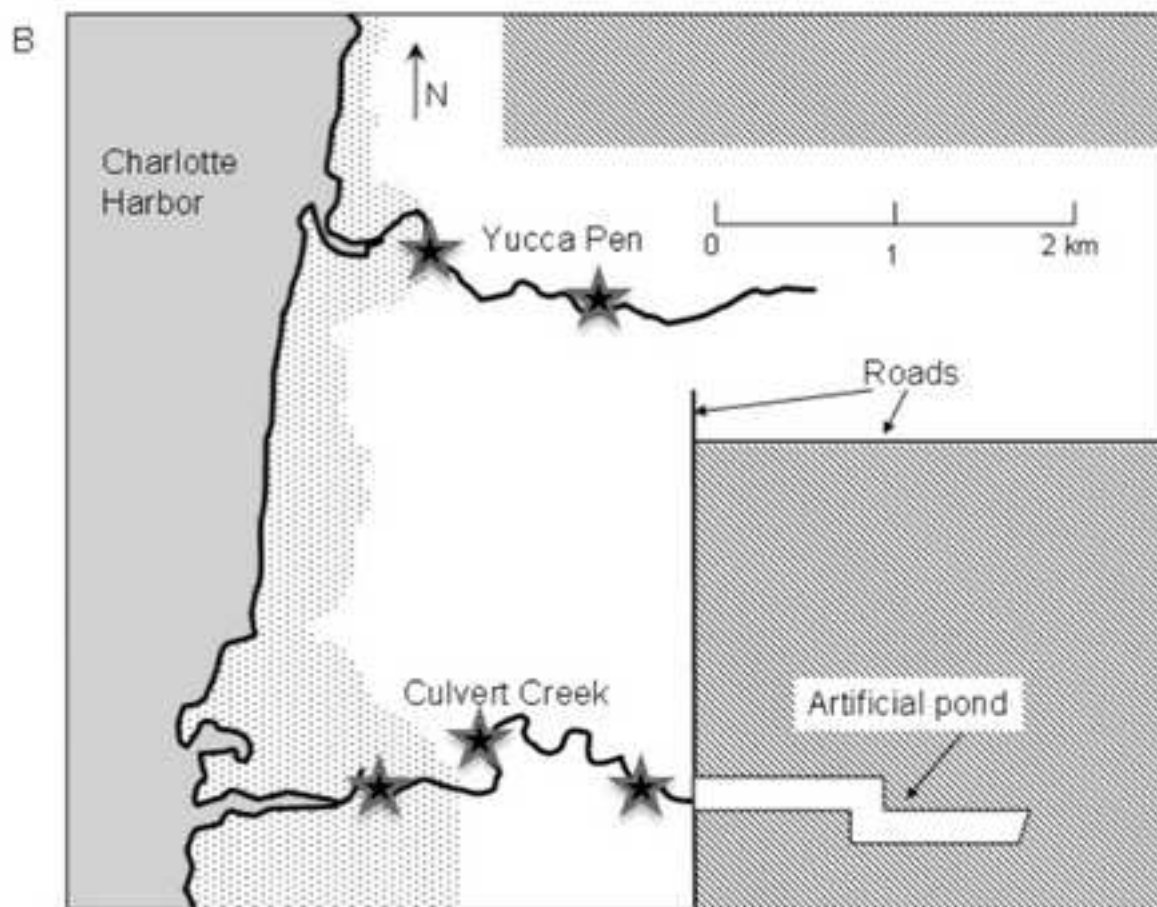 B
N
Charlotte
Harbor
Yucca Pen
0 1 2 km
Roads
Culvert Creek
Artificial pond